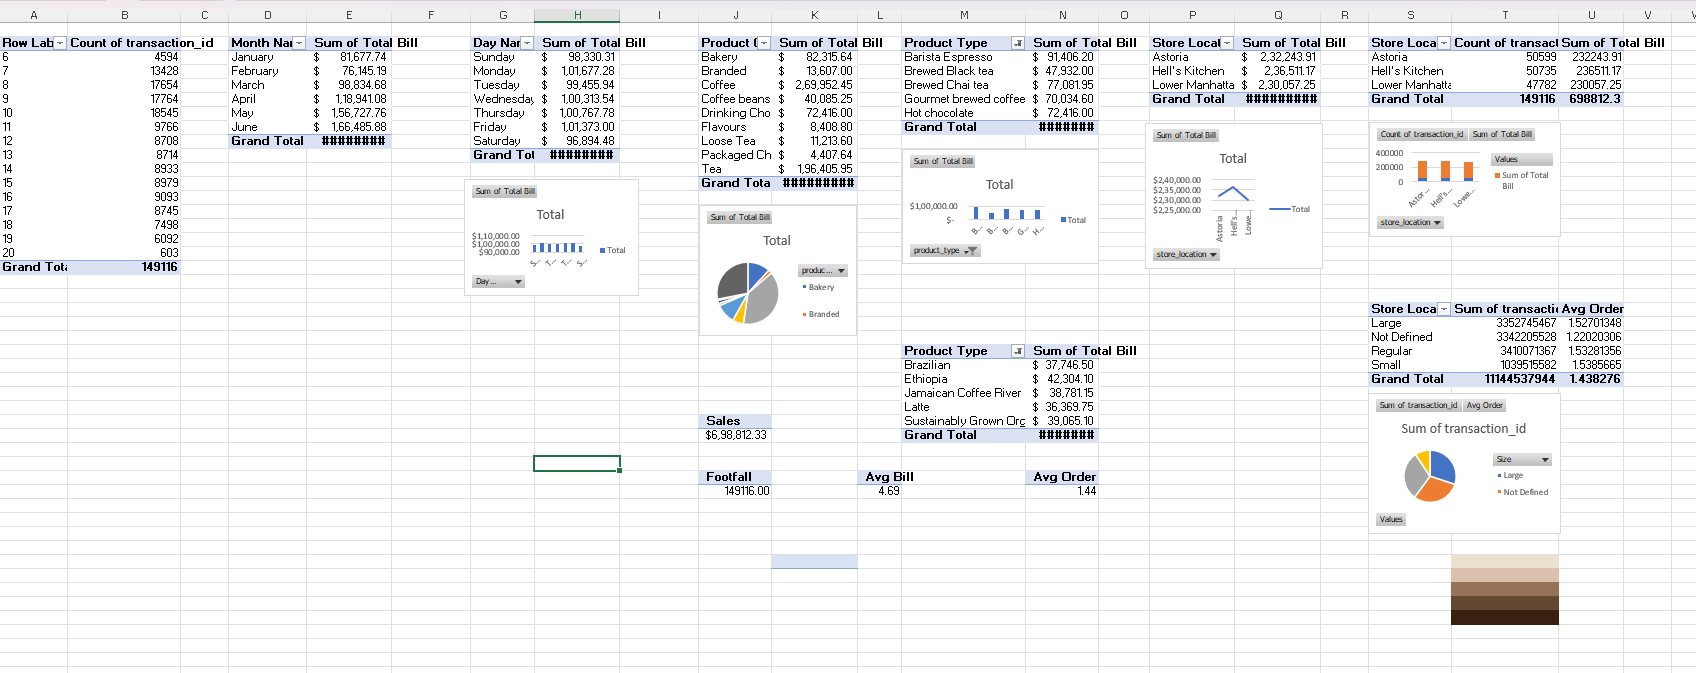 A B C D E F G H I J K L M N O P Q R S T U V
Row Lab Count of transaction_id
6 4594
7 13428
8 17654
9 17764
10 18545
11 9766
12 8708
13 8714
14 8933
15 8979
16 9093
17 8745
18 7498
19 6092
20 603
Grand Tota 149116
Month Nar Sum of Total Bill
January $ 81,677.74
February $ 76,145.19
March $ 98,834.68
April $ 1,18,941.08
May $ 1,56,727.76
June $ 1,66,485.88
Grand Total ########
Day Nar Sum of Total Bill
Sunday $ 98,330.31
Monday $ 1,01,677.28
Tuesday $ 99,455.94
Wednesday $ 1,00,313.54
Thursday $ 1,00,767.78
Friday $ 1,01,373.00
Saturday $ 96,894.48
Grand Tot ########
Sum of Total Bill
Total
$1,10,000.00
$1,00,000.00
$90,000.00
S... T... T... S...
Total
Day...
Product ( Sum of Total Bill
Bakery $ 82,315.64
Branded $ 13,607.00
Coffee $ 2,69,952.45
Coffee beans $ 40,085.25
Drinking Cho $ 72,416.00
Flavours $ 8,408.80
Loose Tea $ 11,213.60
Packaged Ch $ 4,407.64
Tea $ 1,96,405.95
Grand Tota #########
Sum of Total Bill
Total
produc...
Bakery
Branded
Sales
$6,98,812.33
Footfall
149116.00
Avg Bill
4.69
Avg Order
1.44
Product Type Sum of Total Bill
Barista Espresso $ 91,406.20
Brewed Black tea $ 47,932.00
Brewed Chai tea $ 77,081.95
Gourmet brewed coffee $ 70,034.60
Hot chocolate $ 72,416.00
Grand Total #######
Sum of Total Bill
Total
$1,00,000.00
$-
B... B... B... G... H...
Total
product_type
Product Type Sum of Total Bill
Brazilian $ 37,746.50
Ethiopia $ 42,304.10
Jamaican Coffee River $ 38,781.15
Latte $ 36,369.75
Sustainably Grown Org $ 39,065.10
Grand Total #######
Store Locat Sum of Total Bill
Astoria $ 2,32,243.91
Hell's Kitchen $ 2,36,511.17
Lower Manhatta $ 2,30,057.25
Grand Total #########
Sum of Total Bill
Total
$2,40,000.00
$2,35,000.00
$2,30,000.00
$2,25,000.00
Astoria Hell's... Lowe...
Total
store_location
Store Loca Count of transact Sum of Total Bill
Astoria 50599 232243.91
Hell's Kitchen 50735 236511.17
Lower Manhatta 47782 230057.25
Grand Total 149116 698812.3
Count of transaction_id Sum of Total Bill
400000
200000
0
Astor... Hell's... Lowe...
Values
Sum of Total
Bill
store_location
Store Loca Sum of transacti Avg Order
Large 3352745467 1.52701348
Not Defined 3342205528 1.22020306
Regular 3410071367 1.53281356
Small 1039515582 1.5385665
Grand Total 11144537944 1.438276
Sum of transaction_id Avg Order
Sum of transaction_id
Size
Large
Not Defined
Values